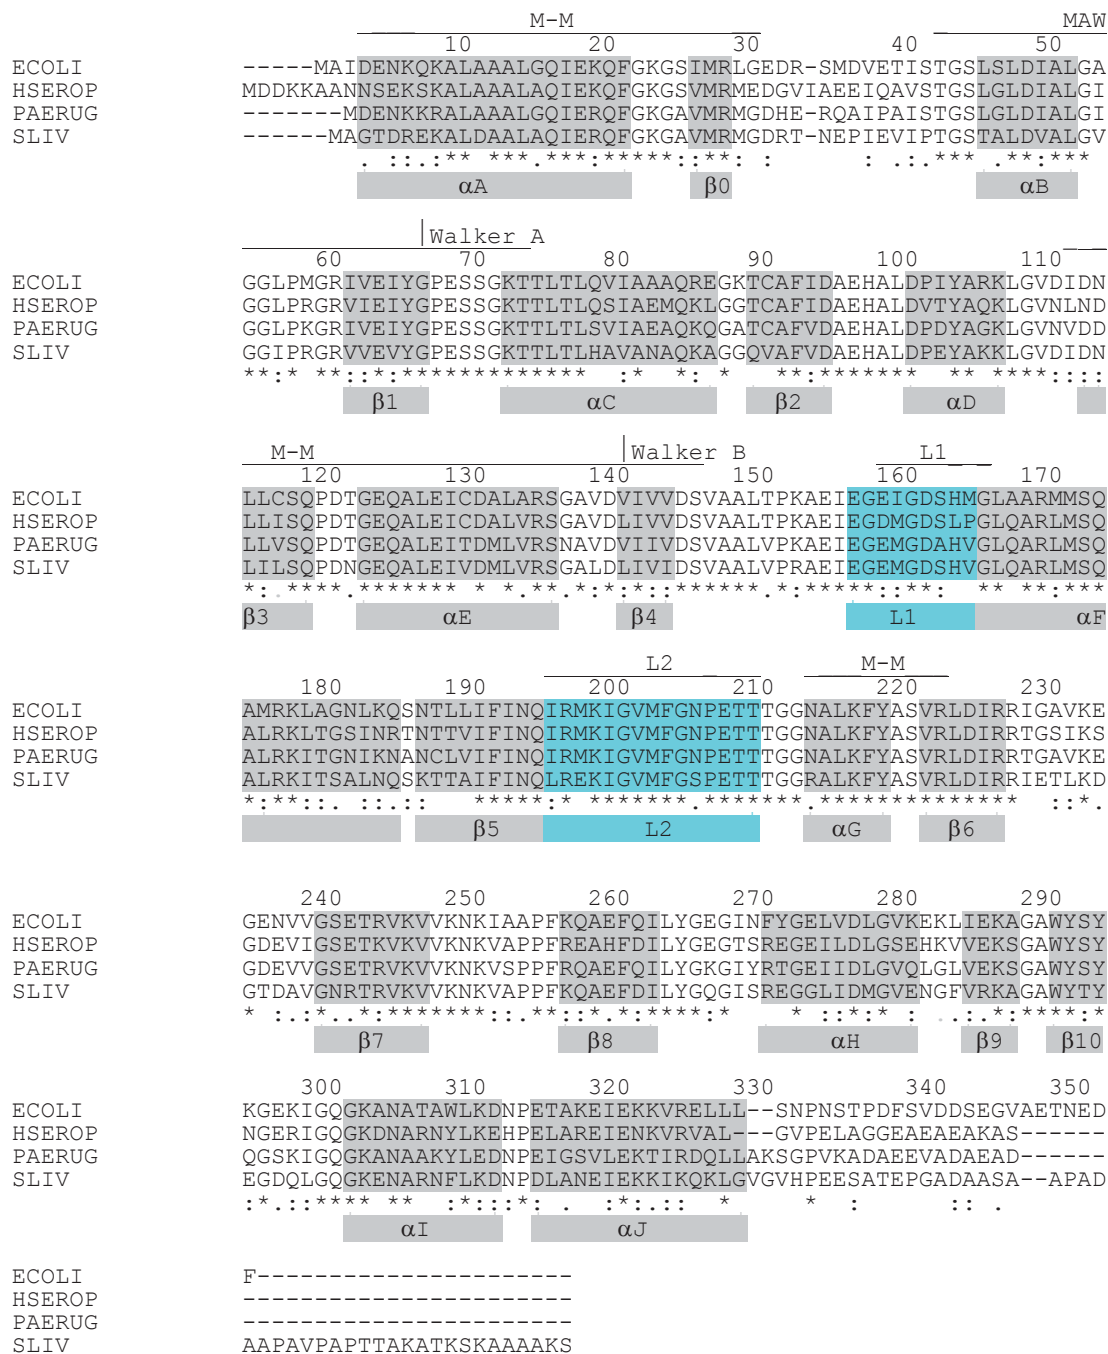 M-M MAW
10 20 30 40 50
ECOLI -----MAIDENKQKALAAALGQIEKQFGKGSIMRLGEDR-SMDVETISTGSLSLDIALGA
HSEROP MDDKKAANNSEKSKALAAALAQIEKQFGKGSVMRMEDGVIAEEIQAVSTGSLGLDIALGI
PAERUG -------MDENKKRALAAALGQIERQFGKGAVMRMGDHE-RQAIPAISTGSLGLDIALGI
SLIV ------MAGTDREKALDAALAQIERQFGKGAVMRMGDRT-NEPIEVIPTGSTALDVALGV
. ::.:** ***.***:****::**: : : .:.*** .**:****
αA β0 αB
Walker A
60 70 80 90 100 110
ECOLI GGLPMGRIVEIYGPESSGKTTLTLQVIAAAQREGKTCAFIDAEHALDPIYARKLGVDIDN
HSEROP GGLPRGRVIEIYGPESSGKTTLTLQSIAEMQKLGGTCAFIDAEHALDVTYAQKLGVNLND
PAERUG GGLPKGRIVEIYGPESSGKTTLTLSVIAEAQKQGATCAFVDAEHALDPDYAGKLGVNVDD
SLIV GGIPRGRVVEVYGPESSGKTTLTLHAVANAQKAGGQVAFVDAEHALDPEYAKKLGVDIDN
**:* **::*:************* :* *: * **:******* ** ****::::
β1 αC β2 αD
M-M Walker B L1
120 130 140 150 160 170
ECOLI LLCSQPDTGEQALEICDALARSGAVDVIVVDSVAALTPKAEIEGEIGDSHMGLAARMMSQ
HSEROP LLISQPDTGEQALEICDALVRSGAVDLIVVDSVAALTPKAEIEGDMGDSLPGLQARLMSQ
PAERUG LLVSQPDTGEQALEITDMLVRSNAVDVIVIDSVAALVPKAEIEGEMGDAHVGLQARLMSQ
SLIV LILSQPDNGEQALEIVDMLVRSGALDLIVIDSVAALVPRAEIEGEMGDSHVGLQARLMSQ
*:.****.******* * *.**.*:*:**:******.*:*****::**: ** **:***
β3 αE β4 L1 αF
L2 M-M
180 190 200 210 220 230
ECOLI AMRKLAGNLKQSNTLLIFINQIRMKIGVMFGNPETTTGGNALKFYASVRLDIRRIGAVKE
HSEROP ALRKLTGSINRTNTTVIFINQIRMKIGVMFGNPETTTGGNALKFYASVRLDIRRTGSIKS
PAERUG ALRKITGNIKNANCLVIFINQIRMKIGVMFGNPETTTGGNALKFYASVRLDIRRTGAVKE
SLIV ALRKITSALNQSKTTAIFINQLREKIGVMFGSPETTTGGRALKFYASVRLDIRRIETLKD
*:**::. ::.:: *****:* *******.*******.************** ::*.
β5 L2 αG β6
240 250 260 270 280 290
ECOLI GENVVGSETRVKVVKNKIAAPFKQAEFQILYGEGINFYGELVDLGVKEKLIEKAGAWYSY
HSEROP GDEVIGSETKVKVVKNKVAPPFREAHFDILYGEGTSREGEILDLGSEHKVVEKSGAWYSY
PAERUG GDEVVGSETRVKVVKNKVSPPFRQAEFQILYGKGIYRTGEIIDLGVQLGLVEKSGAWYSY
SLIV GTDAVGNRTRVKVVKNKVAPPFKQAEFDILYGQGISREGGLIDMGVENGFVRKAGAWYTY
* :.:*..*:*******::.**::*.*:****:* * ::*:* : .:.*:****:*
β7 β8 αH β9 β10
300 310 320 330 340 350
ECOLI KGEKIGQGKANATAWLKDNPETAKEIEKKVRELLL--SNPNSTPDFSVDDSEGVAETNED
HSEROP NGERIGQGKDNARNYLKEHPELAREIENKVRVAL---GVPELAGGEAEAEAKAS------
PAERUG QGSKIGQGKANAAKYLEDNPEIGSVLEKTIRDQLLAKSGPVKADAEEVADAEAD------
SLIV EGDQLGQGKENARNFLKDNPDLANEIEKKIKQKLGVGVHPEESATEPGADAASA--APAD
:*.::**** ** :*::*: . :*:.:: * * : :: .
αI αJ
ECOLI F----------------------
HSEROP -----------------------
PAERUG -----------------------
SLIV AAPAVPAPTTAKATKSKAAAAKS